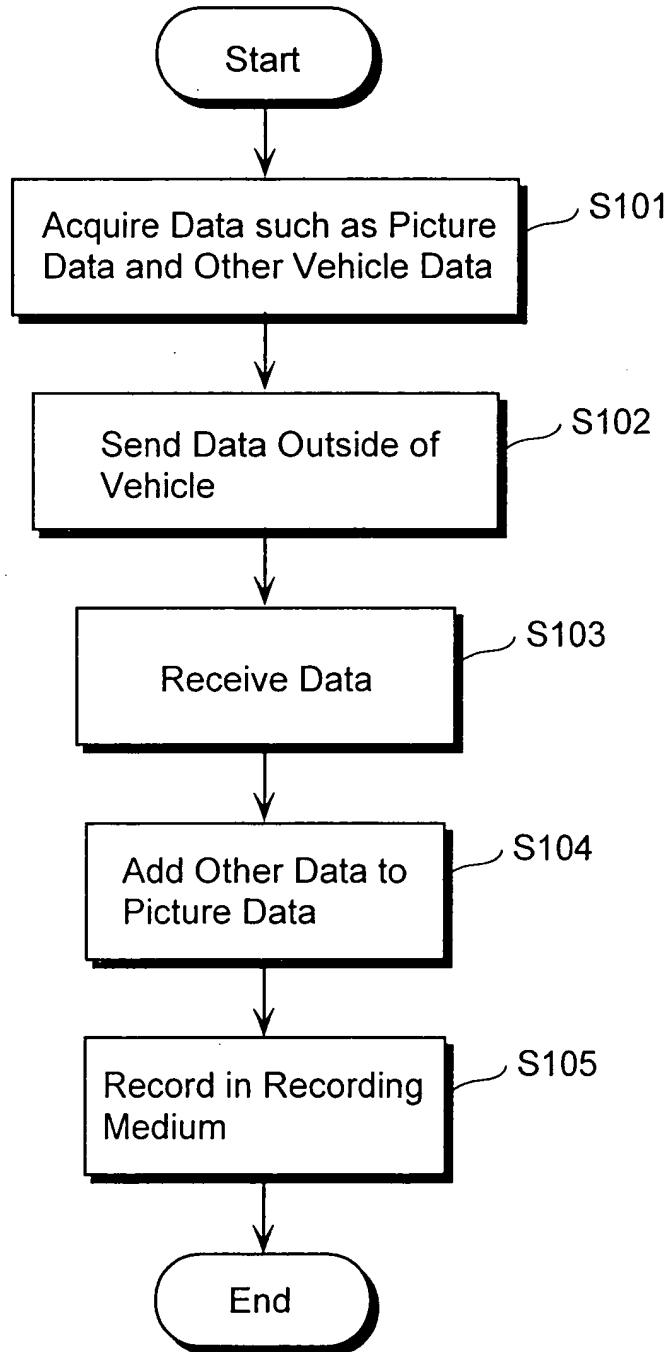 Start
Acquire Data such as Picture
Data and Other Vehicle Data
S101
Send Data Outside of
Vehicle
S102
Receive Data
S103
Add Other Data to
Picture Data
S104
Record in Recording
Medium
S105
End